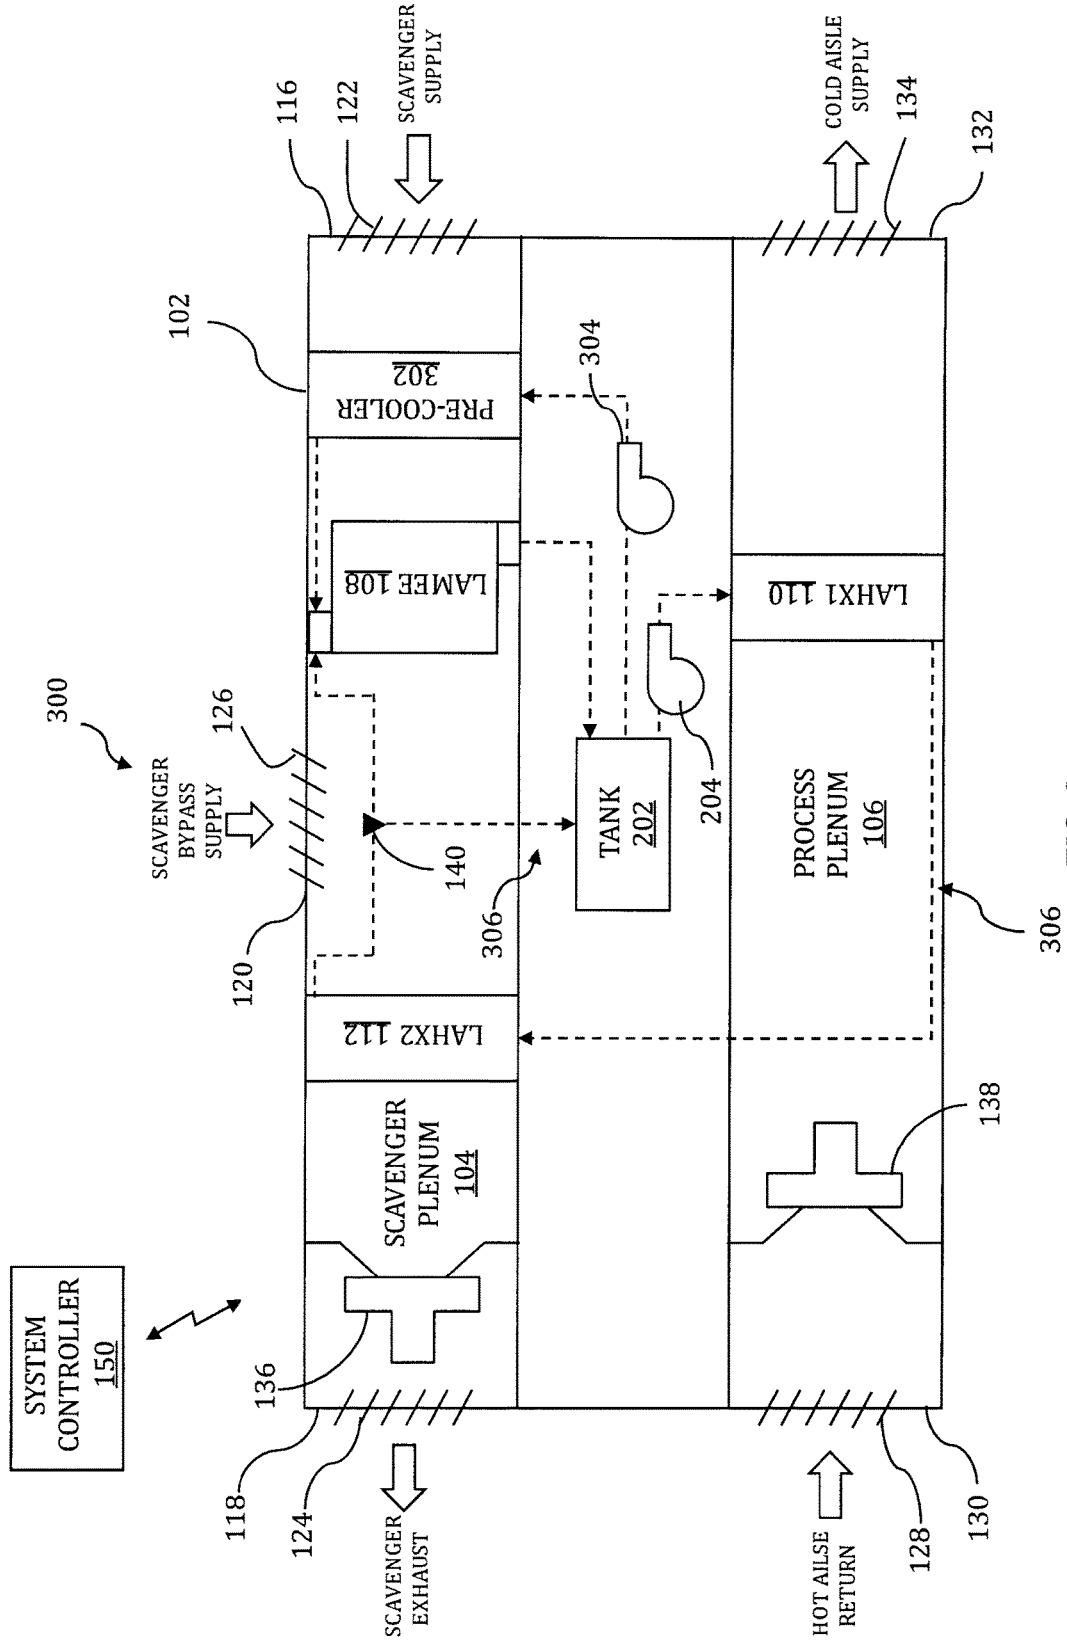 SYSTEM
CONTROLLER
150
300
SCAVENGER
BYPASS
SUPPLY
102
126
118
120
136
116
124
122
SCAVENGER
EXHAUST
SCAVENGER
PLENUM
104
LAHX2 112
140
LAMEE 108
PRE-COOLER
302
SCAVENGER
SUPPLY
306
304
TANK
202
204
HOT AILSE
RETURN
PROCESS
PLENUM
106
LAHX1 110
COLD AISLE
SUPPLY
128
134
130
138
132
306